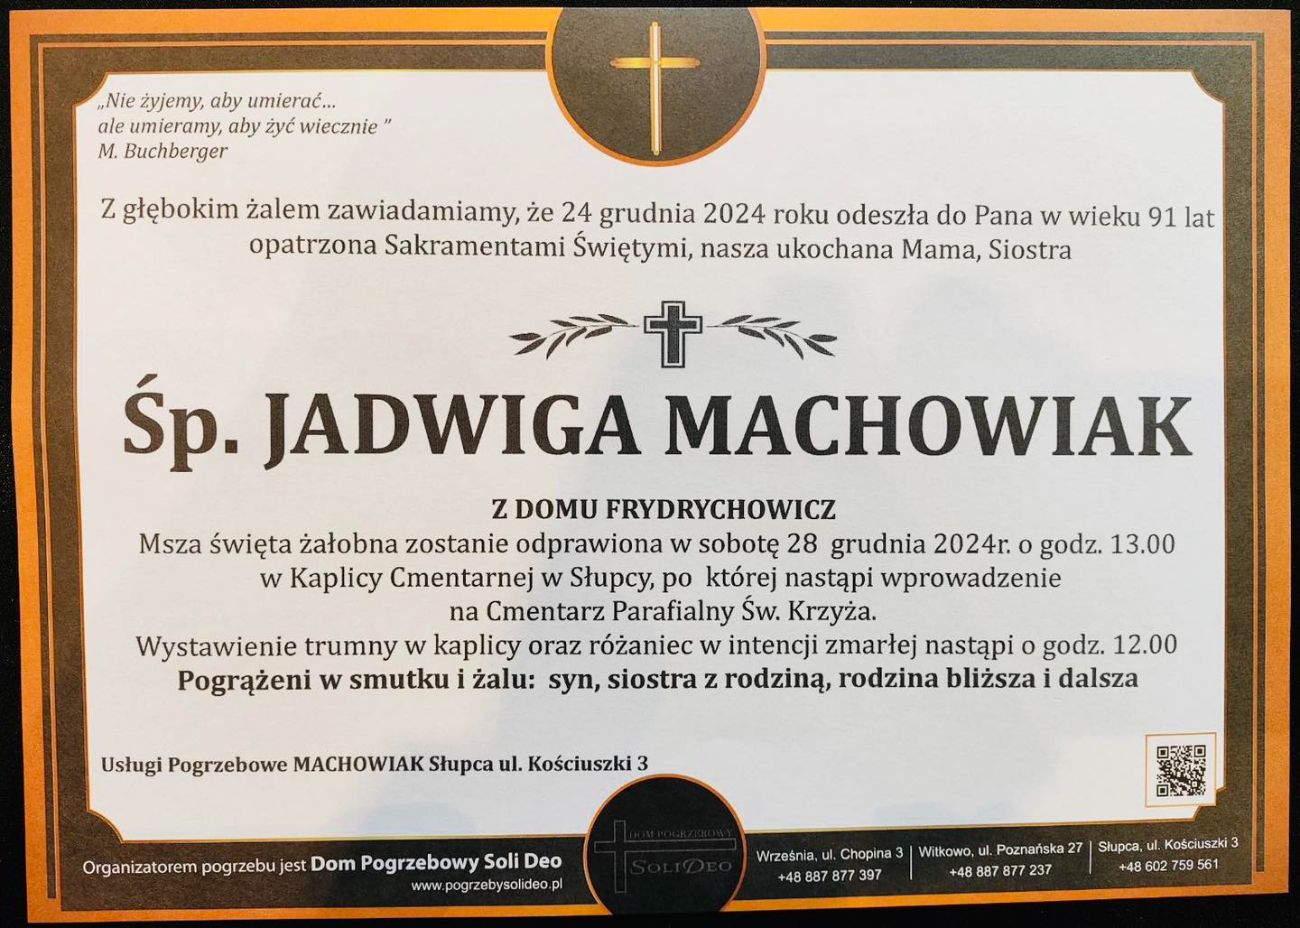 „Nie żyjemy, aby umierać...
ale umieramy, aby żyć wiecznie ”
M. Buchberger
Z głębokim żalem zawiadamiamy, że 24 grudnia 2024 roku odeszła do Pana w wieku 91 lat
opatrzona Sakramentami Świętymi, nasza ukochana Mama, Siostra
Śp. JADWIGA MACHOWIAK
Z DOMU FRYDRYCHOWICZ
Msza święta żałobna zostanie odprawiona w sobotę 28 grudnia 2024r. o godz. 13.00
w Kaplicy Cmentarnej w Słupcy, po której nastąpi wprowadzenie
na Cmentarz Parafialny Św. Krzyża.
Wystawienie trumny w kaplicy oraz różaniec w intencji zmarłej nastąpi o godz. 12.00
Pogrążeni w smutku i żalu: syn, siostra z rodziną, rodzina bliższa i dalsza
Usługi Pogrzebowe MACHOWIAK Słupca ul. Kościuszki 3
Organizatorem pogrzebu jest Dom Pogrzebowy Soli Deo
www.pogrzebysolideo.pl
DOM POGRZEBOWY
SOLIDEO
Września, ul. Chopina 3
+48 887 877 397
Witkowo, ul. Poznańska 27
+48 887 877 237
Słupca, ul. Kościuszki 3
+48 602 759 561